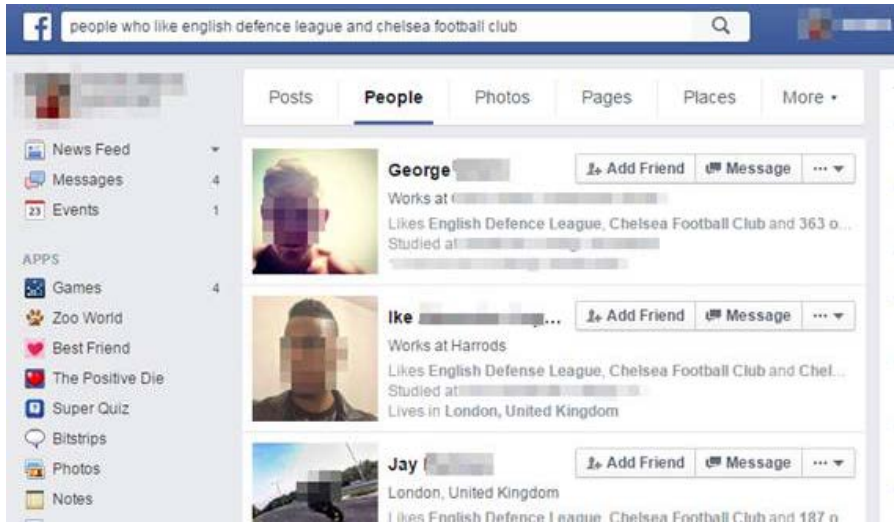 f people who like english defence league and chelsea football club
Posts People Photos Pages Places More
News Feed
Messages 4
23 Events 1
APPS
Games 4
Zoo World
Best Friend
The Positive Die
Super Quiz
Bitstrips
Photos
Notes
George
Add Friend Message ...
Works at
Likes English Defence League, Chelsea Football Club and 363 o...
Studied at
Ike ...
Add Friend Message ...
Works at Harrods
Likes English Defense League, Chelsea Football Club and Chel...
Studied at
Lives in London, United Kingdom
Jay
Add Friend Message ...
London, United Kingdom
Likes English Defence League, Chelsea Football Club and 187 o...